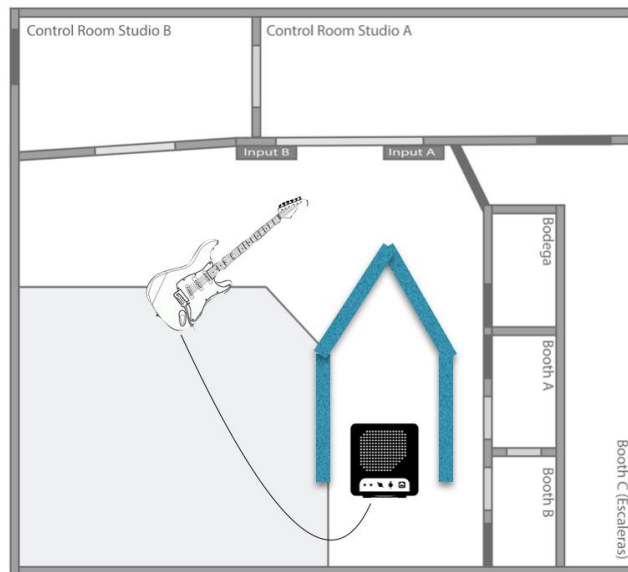 Control Room Studio B
Control Room Studio A
Input B
Input A
Bodega
Booth A
Booth B
Booth C (Escaleras)